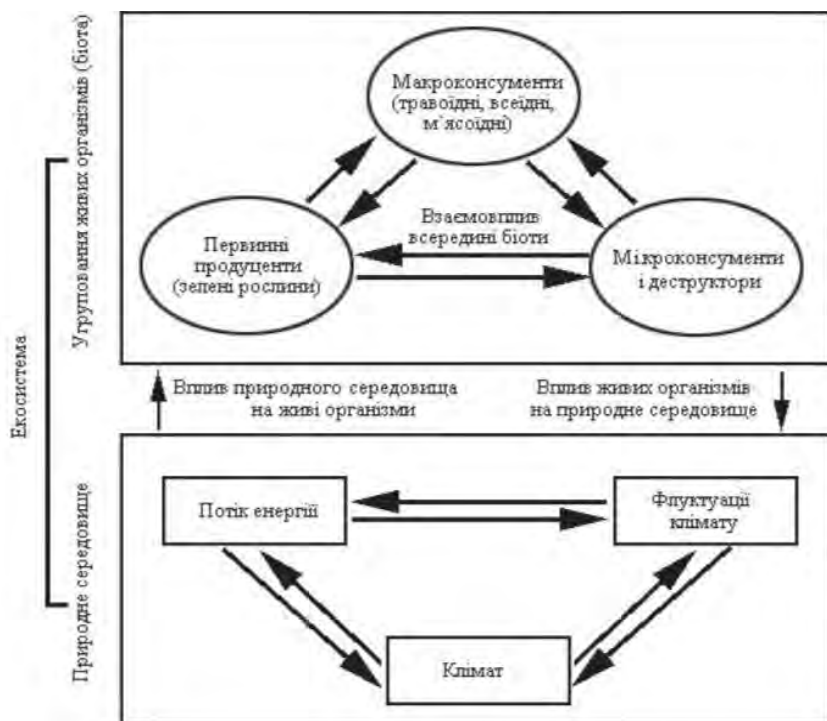 Макроконсументи
(травоїдні, всеїдні,
м`ясоїдні)
Взаємовплив
всередині біоти
Первинні
продуценти
(зелені рослини)
Мікроконсументи
і деструктори
Угруповання живих організмів (біота)
Екосистема
Вплив природного середовища
на живі організми
Вплив живих організмів
на природне середовище
Природне середовище
Потік енергії
Флуктуації
клімату
Клімат